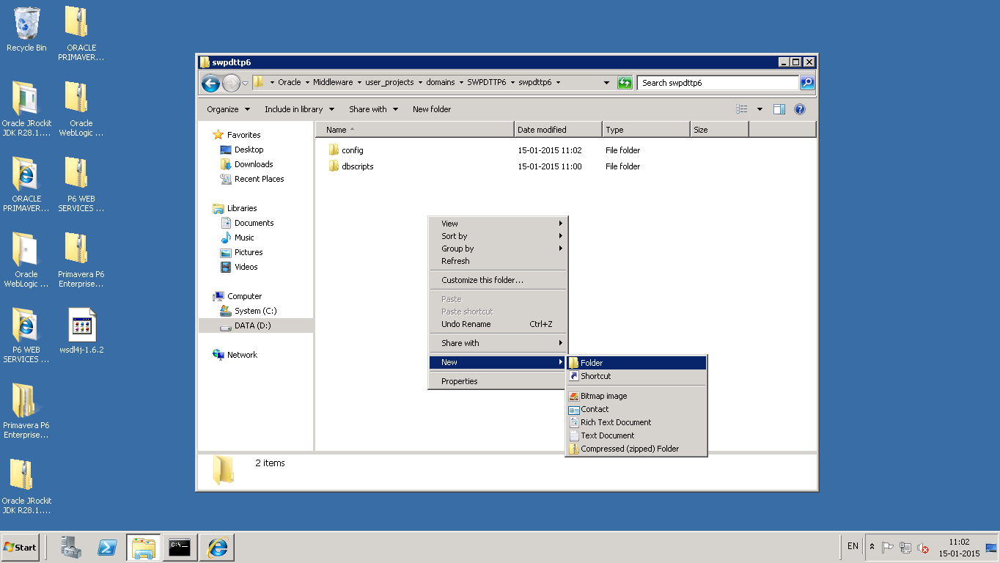 Recycle Bin
ORACLE
PRIMAVER...
Oracle JRockit
JDK R28.1....
Oracle
WebLogic ...
ORACLE
PRIMAVER...
P6 WEB
SERVICES ...
Oracle
WebLogic ...
Primavera P6
Enterprise...
P6 WEB
SERVICES ...
wsdl4j-1.6.2
Primavera P6
Enterprise...
Oracle JRockit
JDK R28.1....
swpdttp6
Oracle Middleware user_projects domains SWPDTTP6 swpdttp6
Search swpdttp6
Organize Include in library Share with New folder
Favorites
Desktop
Downloads
Recent Places
Libraries
Documents
Music
Pictures
Videos
Computer
System (C:)
DATA (D:)
Network
Name Date modified Type Size
config 15-01-2015 11:02 File folder
dbscripts 15-01-2015 11:00 File folder
View
Sort by
Group by
Refresh
Customize this folder...
Paste
Paste shortcut
Undo Rename Ctrl+Z
Share with
New
Properties
Folder
Shortcut
Bitmap image
Contact
Rich Text Document
Text Document
Compressed (zipped) Folder
2 items
Start
C:\_
EN
11:02
15-01-2015